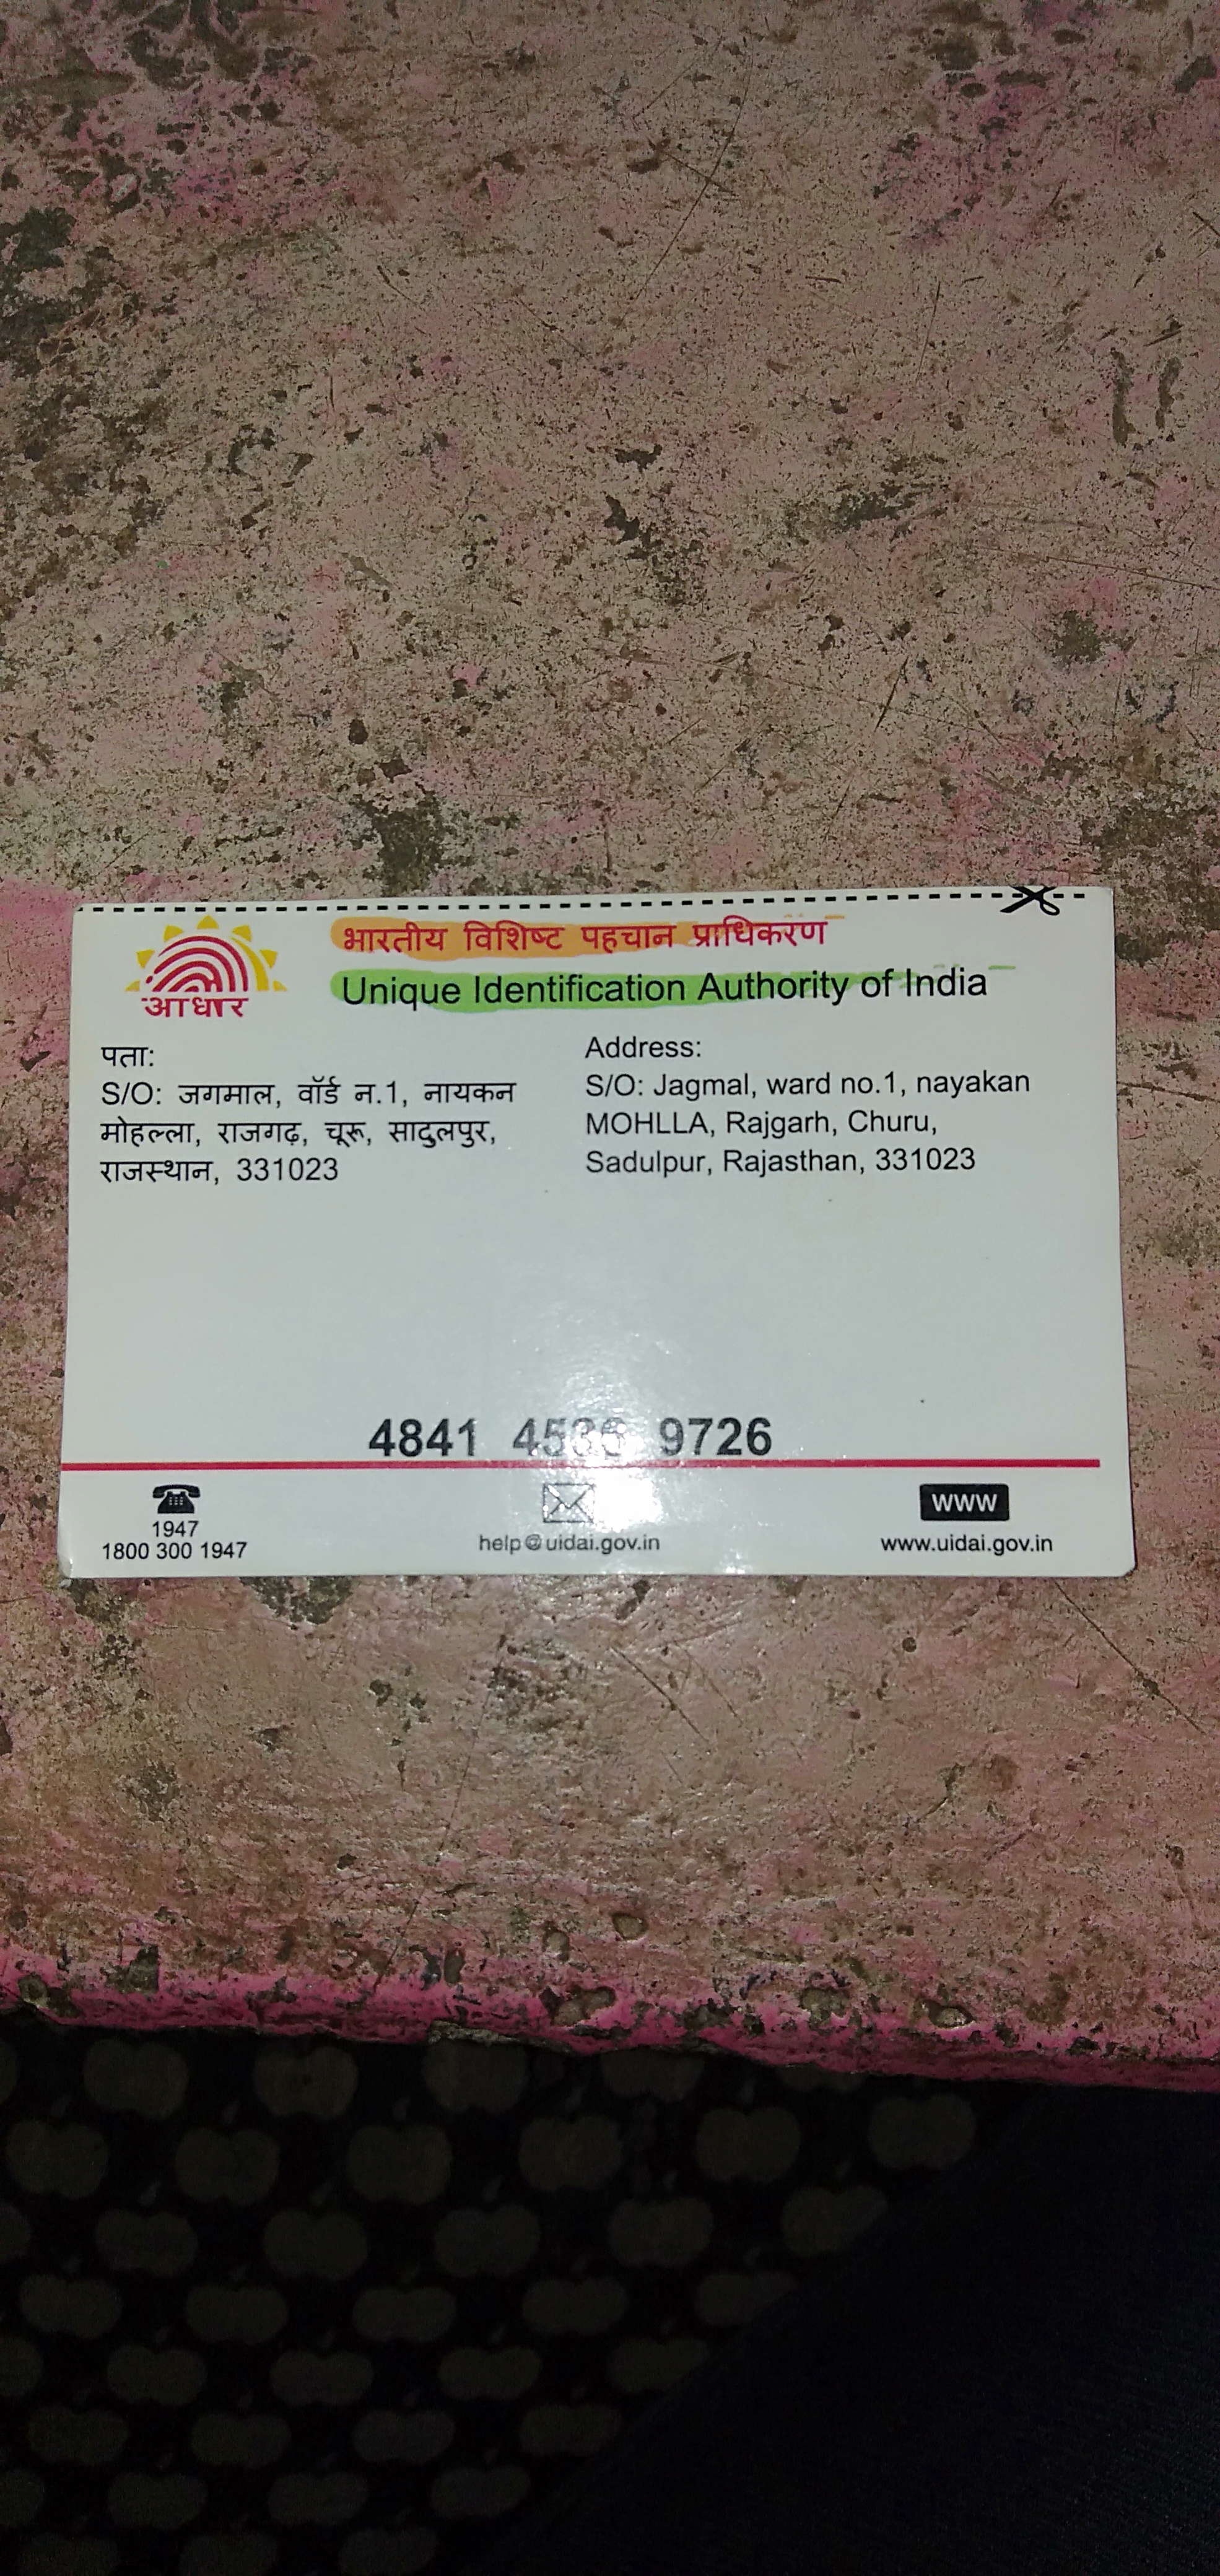 भारतीय विशिष्ट पहचान प्राधिकरण
Unique Identification Authority of India
आधार
पता:
S/O: जगमाल, वॉर्ड न.1, नायकन
मोहल्ला, राजगढ़, चूरू, सादुलपुर,
राजस्थान, 331023
Address:
S/O: Jagmal, ward no.1, nayakan
MOHLLA, Rajgarh, Churu,
Sadulpur, Rajasthan, 331023
4841 9726
1947
1800 300 1947
help@uidai.gov.in
www
www.uidai.gov.in